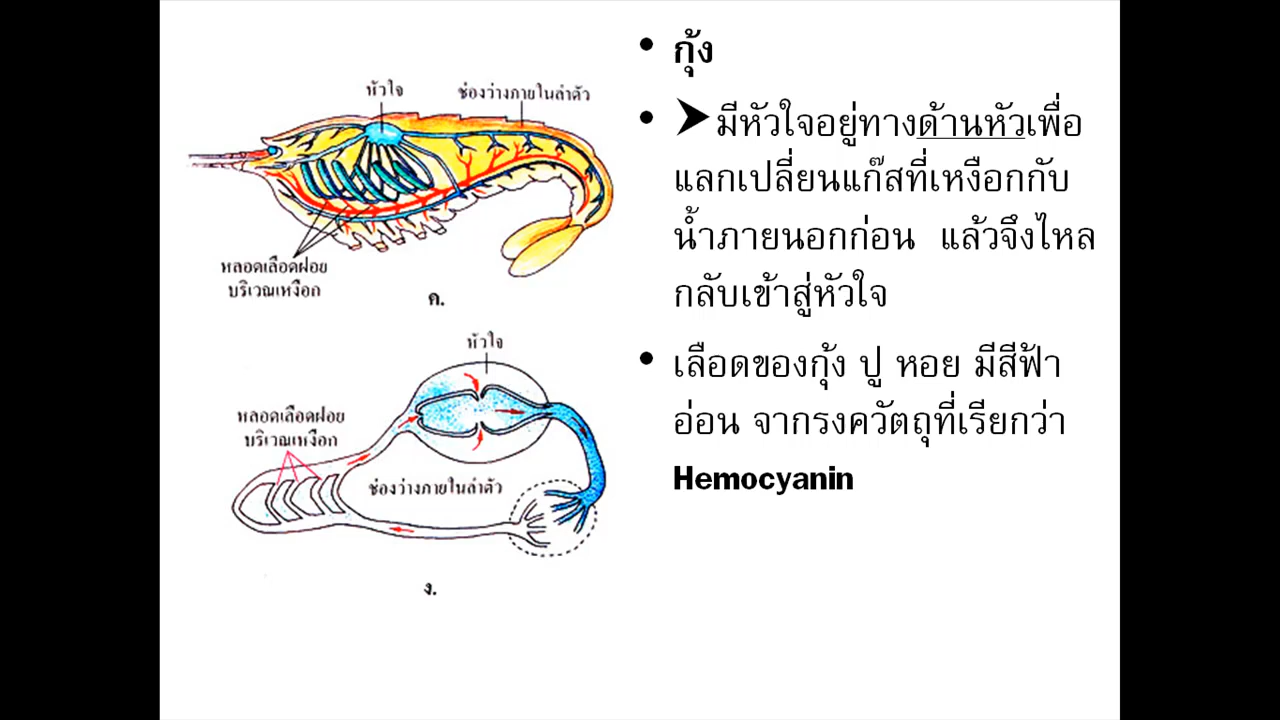 หัวใจ
ช่องว่างภายในลำตัว
หลอดเลือดฝอย
บริเวณเหงือก
ค.
หัวใจ
หลอดเลือดฝอย
บริเวณเหงือก
ช่องว่างภายในลำตัว
ง.
• กุ้ง
• ➤มีหัวใจอยู่ทางด้านหัวเพื่อ
แลกเปลี่ยนแก๊สที่เหงือกกับ
น้ำภายนอกก่อน แล้วจึงไหล
กลับเข้าสู่หัวใจ
• เลือดของกุ้ง ปู หอย มีสีฟ้า
อ่อน จากรงควัตถุที่เรียกว่า
Hemocyanin